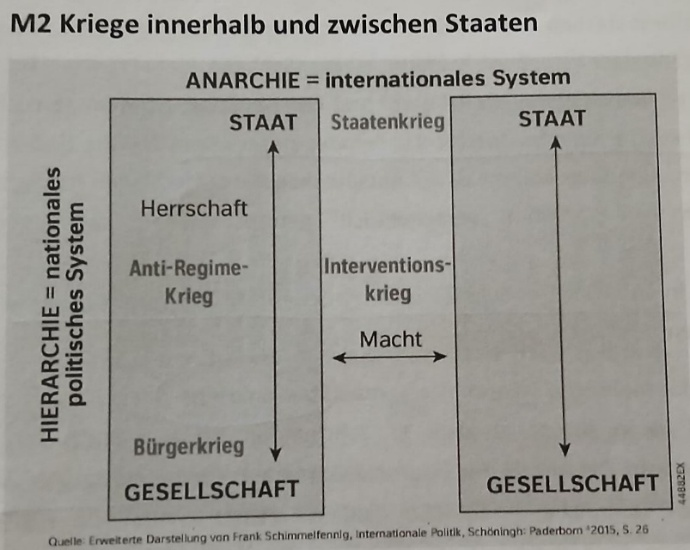 M2 Kriege innerhalb und zwischen Staaten
ANARCHIE = internationales System
HIERARCHIE = nationales
politisches System
STAAT
Herrschaft
Anti-Regime-
Krieg
Bürgerkrieg
GESELLSCHAFT
Staatenkrieg
Interventions-
krieg
Macht
STAAT
GESELLSCHAFT
44882EX
Quelle: Erweiterte Darstellung von Frank Schimmelfennig, Internationale Politik, Schöningh: Paderborn ⁴2015, S. 26